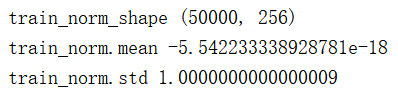 train_norm_shape (50000, 256)
train_norm.mean -5.542233338928781e-18
train_norm.std 1.0000000000000009